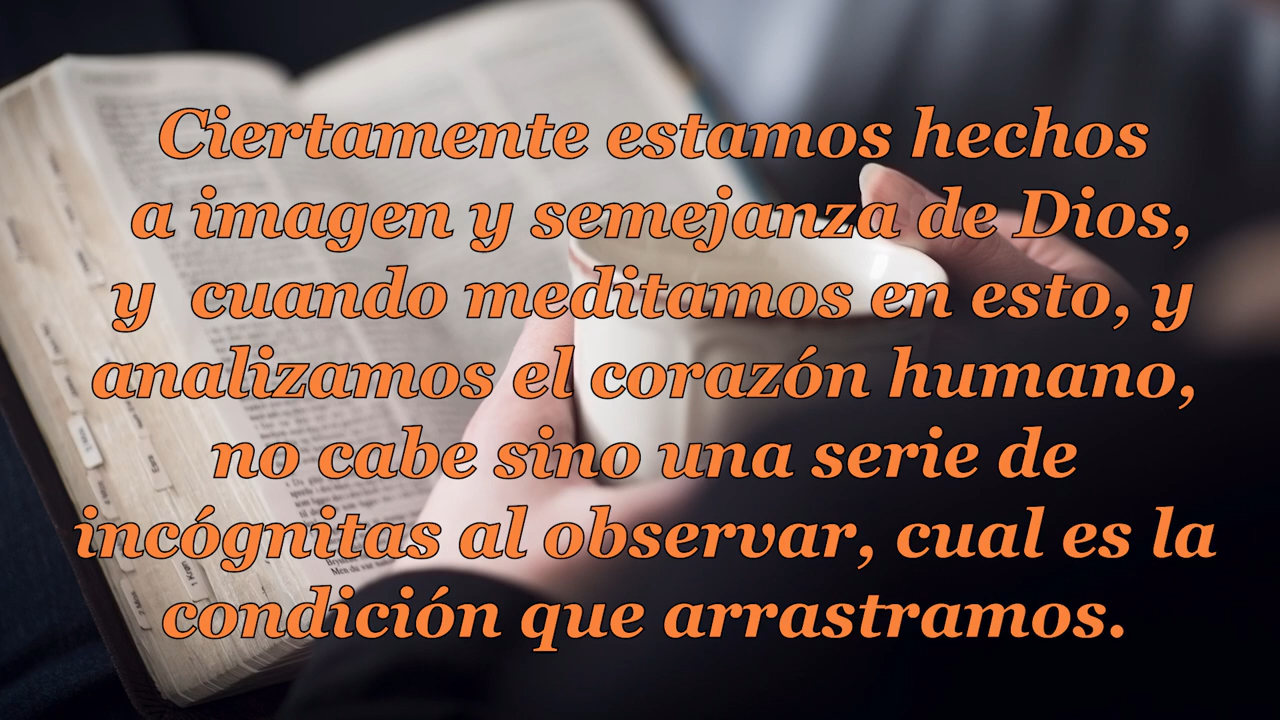 Ciertamente estamos hechos
a imagen y semejanza de Dios,
y cuando meditamos en esto, y
analizamos el corazón humano,
no cabe sino una serie de
incógnitas al observar, cual es la
condición que arrastramos.